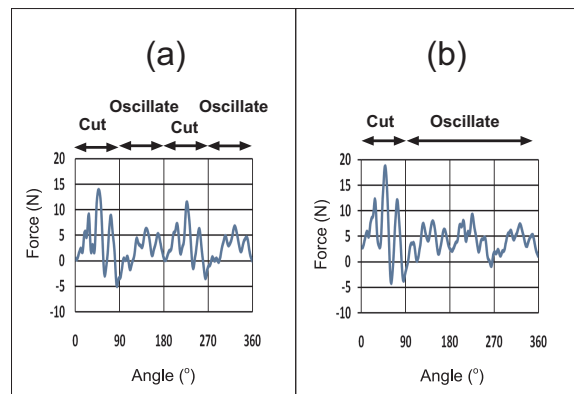 (a)
Oscillate Oscillate
Cut Cut
20
15
10
5
0
-5
-10
Force (N)
0 90 180 270 360
Angle (°)
(b)
Cut Oscillate
20
15
10
5
0
-5
-10
Force (N)
0 90 180 270 360
Angle (°)